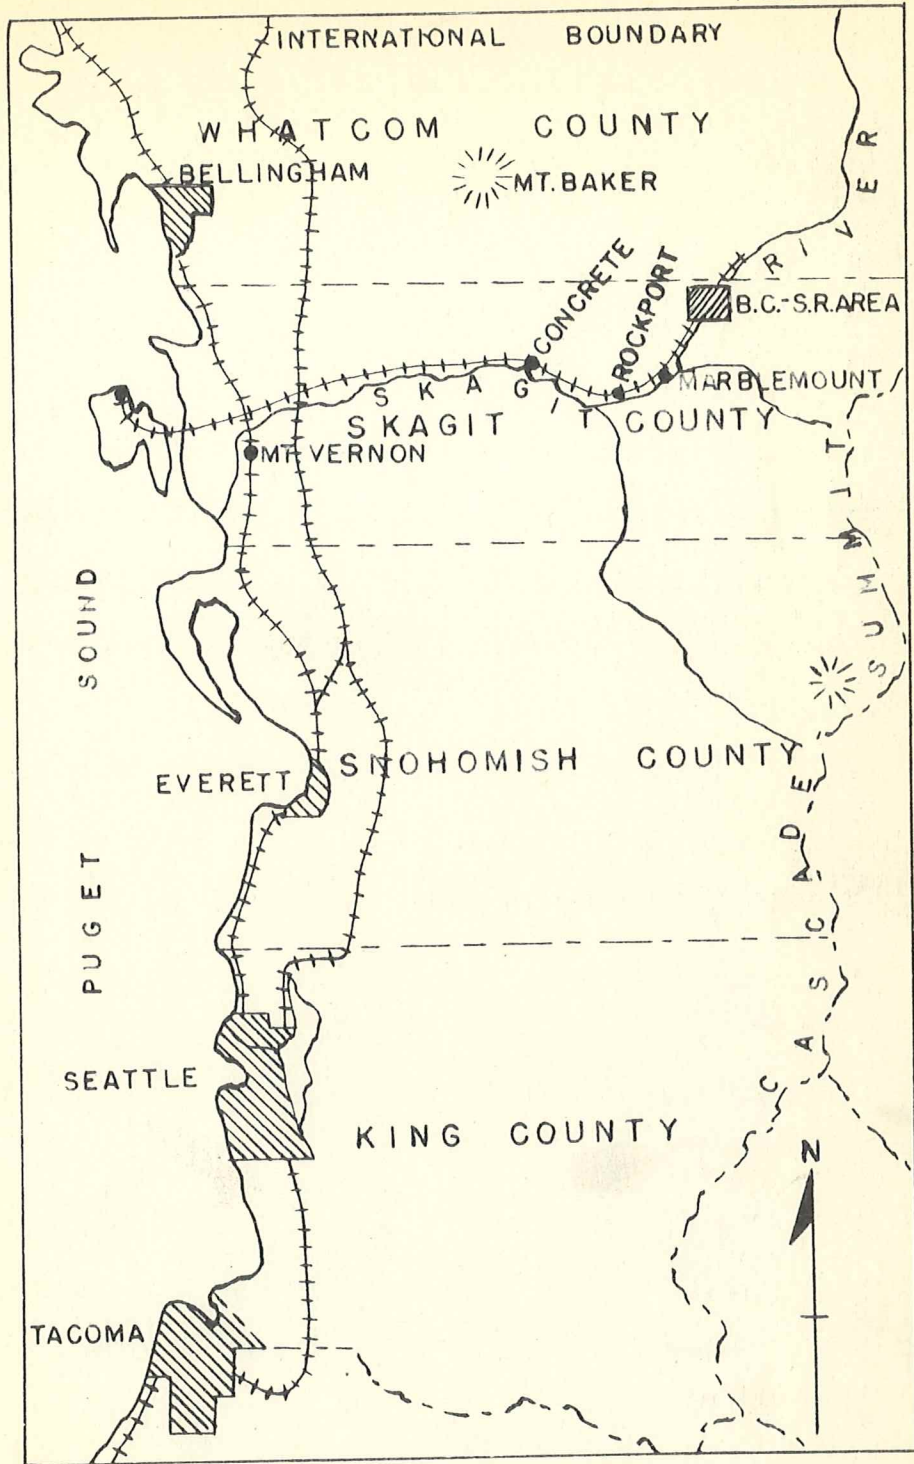 INTERNATIONAL BOUNDARY
WHATCOM COUNTY
BELLINGHAM
MT. BAKER
RIVER
CONCRETE
ROCKPORT
B.C.-S.R. AREA
MARBLEMOUNT
SKAGIT
SKAGIT COUNTY
MT. VERNON
PUGET SOUND
CASCADE SUMMIT
SNOHOMISH COUNTY
EVERETT
SEATTLE
KING COUNTY
N
TACOMA